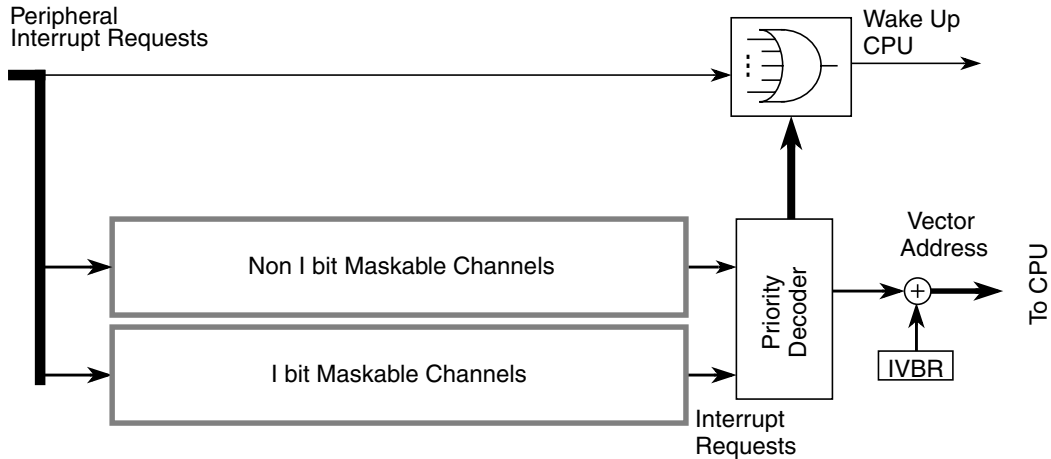 Peripheral
Interrupt Requests
Wake Up
CPU
Non I bit Maskable Channels
I bit Maskable Channels
Priority
Decoder
Interrupt
Requests
Vector
Address
+
IVBR
To CPU